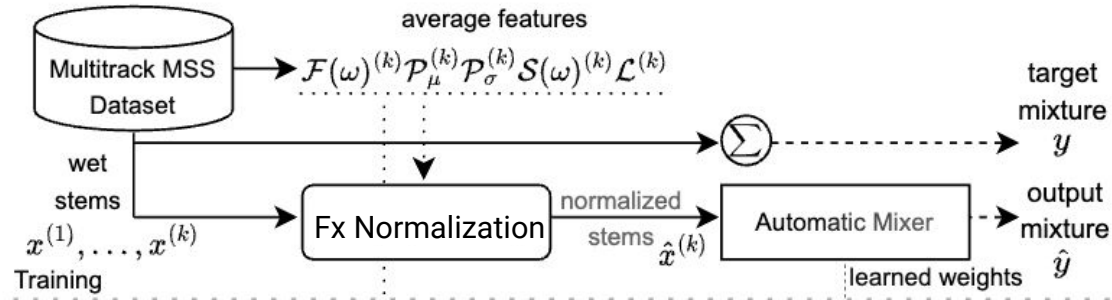 average features
Multitrack MSS
Dataset
𝓕(ω)⁽ᵏ⁾𝓟_μ⁽ᵏ⁾𝓟_σ⁽ᵏ⁾𝓢(ω)⁽ᵏ⁾𝓛⁽ᵏ⁾
target
mixture
y
Σ
wet
stems
x⁽¹⁾, . . . , x⁽ᵏ⁾
Fx Normalization
normalized
stems x̂⁽ᵏ⁾
Automatic Mixer
output
mixture
ŷ
Training
learned weights